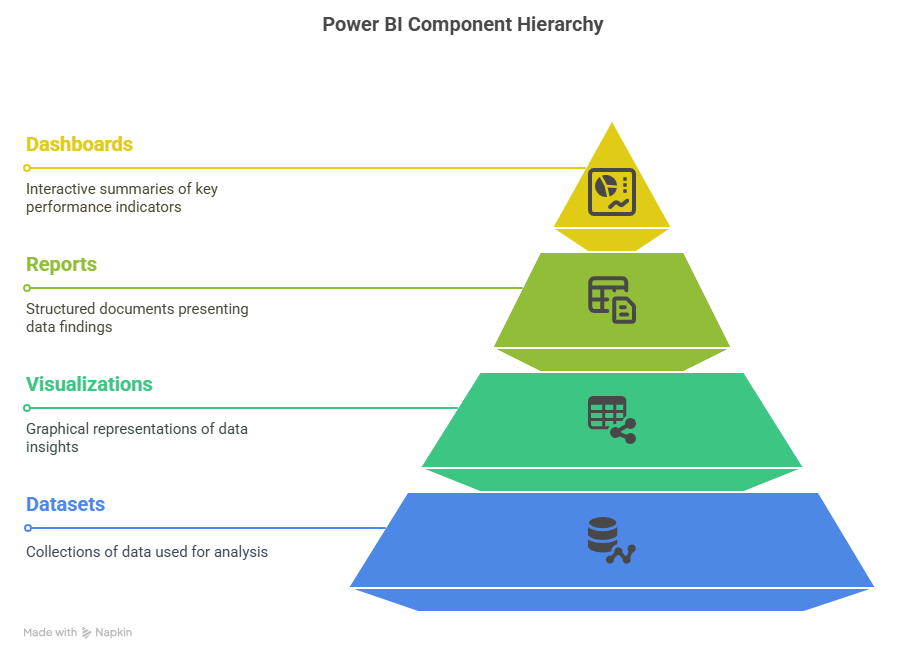 Power BI Component Hierarchy
Dashboards
Interactive summaries of key
performance indicators
Reports
Structured documents presenting
data findings
Visualizations
Graphical representations of data
insights
Datasets
Collections of data used for analysis
Made with Napkin